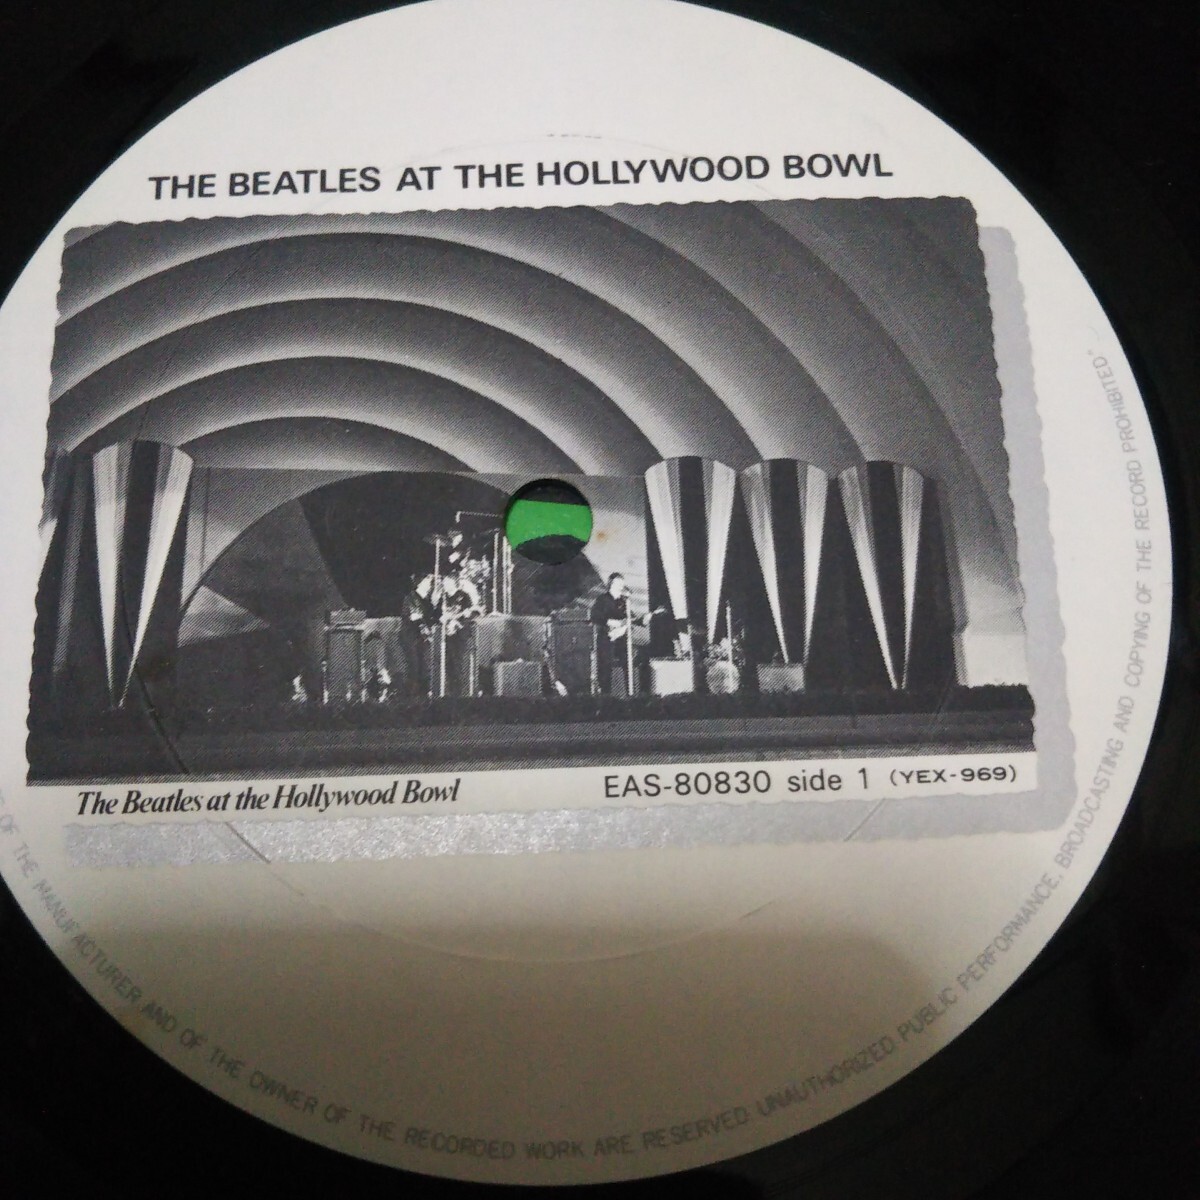 THE BEATLES AT THE HOLLYWOOD BOWL
The Beatles at the Hollywood Bowl
EAS-80830 side 1 (YEX-969)
OF THE MANUFACTURER AND OF THE OWNER OF THE RECORDED WORK ARE RESERVED UNAUTHORIZED PUBLIC PERFORMANCE, BROADCASTING AND COPYING OF THE RECORD PROHIBITED"